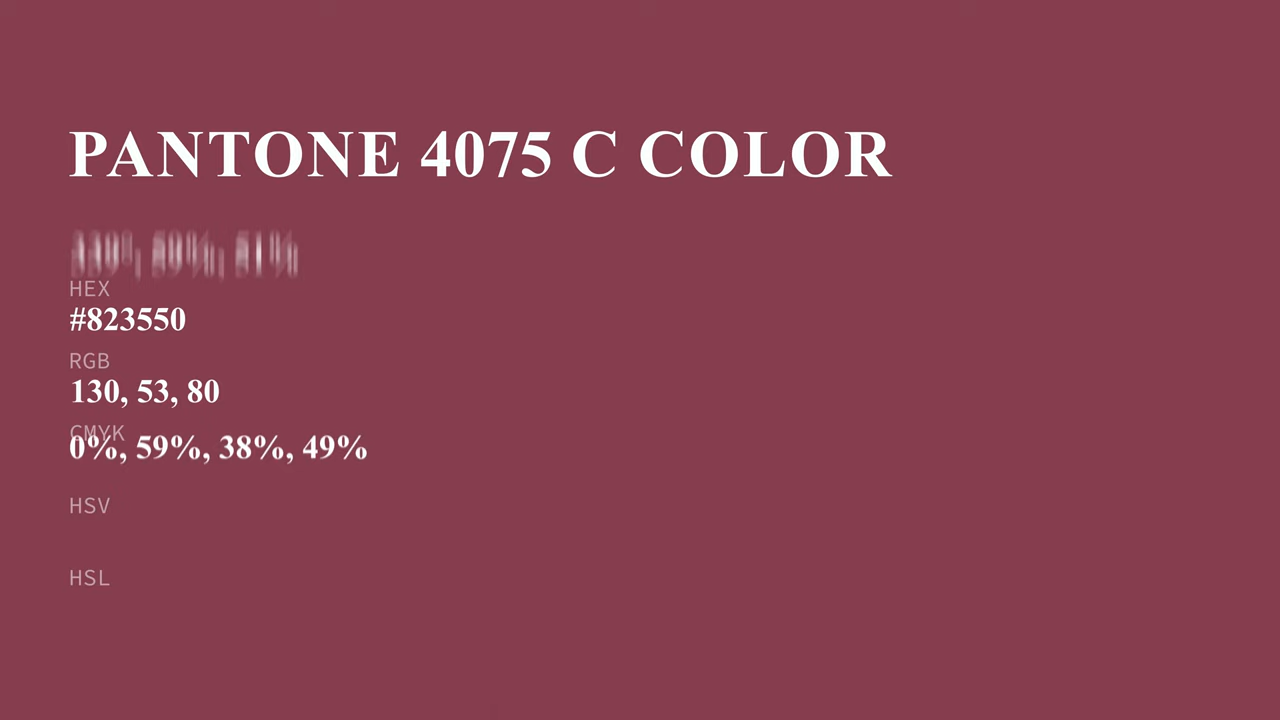 PANTONE 4075 C COLOR
HEX
#823550
RGB
130, 53, 80
CMYK
0%, 59%, 38%, 49%
HSV
HSL